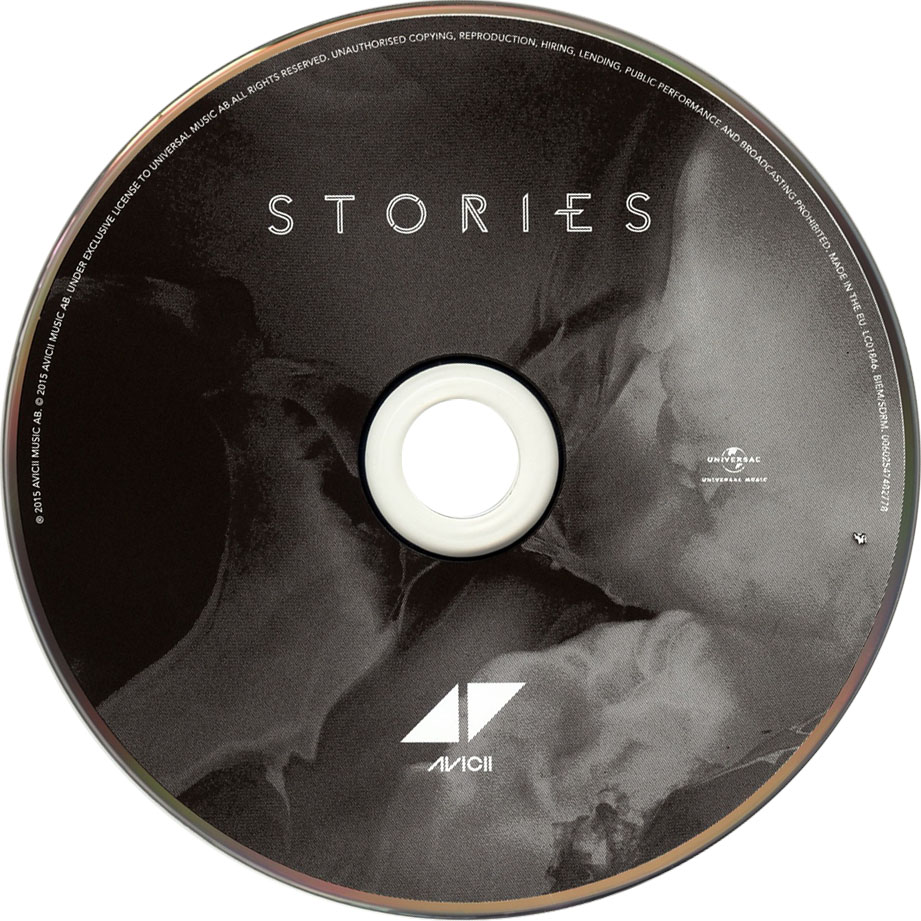 ℗ 2015 AVICII MUSIC AB. © 2015 AVICII MUSIC AB. UNDER EXCLUSIVE LICENSE TO UNIVERSAL MUSIC AB.ALL RIGHTS RESERVED. UNAUTHORISED COPYING, REPRODUCTION, HIRING, LENDING, PUBLIC PERFORMANCE AND BROADCASTING PROHIBITED. MADE IN THE EU. LC01846. BIEM/SDRM. 00602547402778
STORIES
UNIVERSAL
UNIVERSAL MUSIC
AVICII